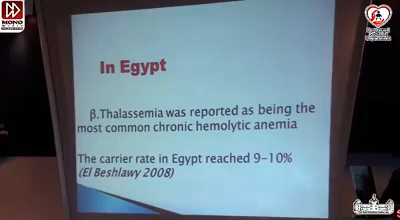 MONO
In Egypt
β.Thalassemia was reported as being the
most common chronic hemolytic anemia
The carrier rate in Egypt reached 9-10%
(El Beshlawy 2008)